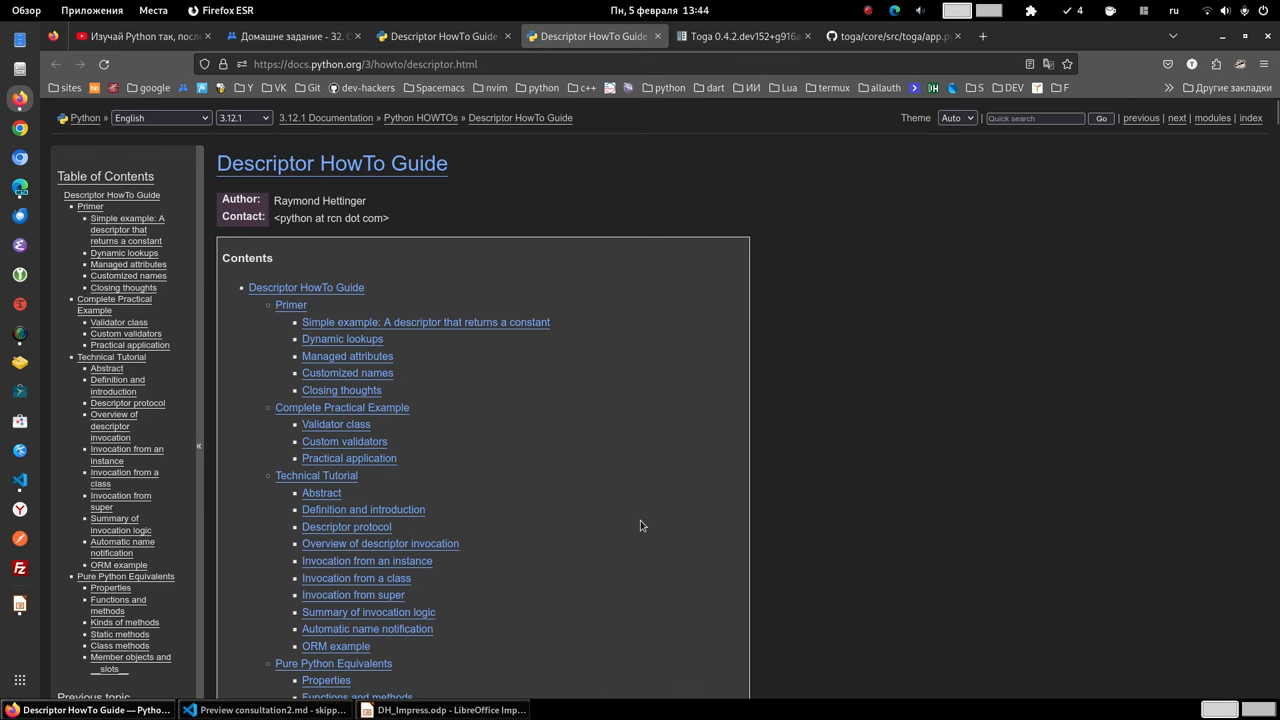 Обзор Приложения Места Firefox ESR Пн, 5 февраля 13:44 4 ru
Изучай Python так, посл Домашне задание - 32. О Descriptor HowTo Guide Descriptor HowTo Guide Toga 0.4.2.dev152+g916a toga/core/src/toga/app.p
https://docs.python.org/3/howto/descriptor.html
sites google Y VK Git dev-hackers Spacemacs nvim python c++ python dart ИИ Lua termux allauth S DEV F Другие закладки
Python » English 3.12.1 3.12.1 Documentation » Python HOWTOs » Descriptor HowTo Guide Theme Auto Quick search Go | previous | next | modules | index
Table of Contents
Descriptor HowTo Guide
Primer
Simple example: A
descriptor that
returns a constant
Dynamic lookups
Managed attributes
Customized names
Closing thoughts
Complete Practical
Example
Validator class
Custom validators
Practical application
Technical Tutorial
Abstract
Definition and
introduction
Descriptor protocol
Overview of
descriptor
invocation
Invocation from an
instance
Invocation from a
class
Invocation from
super
Summary of
invocation logic
Automatic name
notification
ORM example
Pure Python Equivalents
Properties
Functions and
methods
Kinds of methods
Static methods
Class methods
Member objects and
__slots__
Previous topic
«
Descriptor HowTo Guide
Author: Raymond Hettinger
Contact: <python at rcn dot com>
Contents
Descriptor HowTo Guide
Primer
Simple example: A descriptor that returns a constant
Dynamic lookups
Managed attributes
Customized names
Closing thoughts
Complete Practical Example
Validator class
Custom validators
Practical application
Technical Tutorial
Abstract
Definition and introduction
Descriptor protocol
Overview of descriptor invocation
Invocation from an instance
Invocation from a class
Invocation from super
Summary of invocation logic
Automatic name notification
ORM example
Pure Python Equivalents
Properties
Functions and methods
Descriptor HowTo Guide — Pytho... Preview consultation2.md - skipp... DH_Impress.odp - LibreOffice Imp...